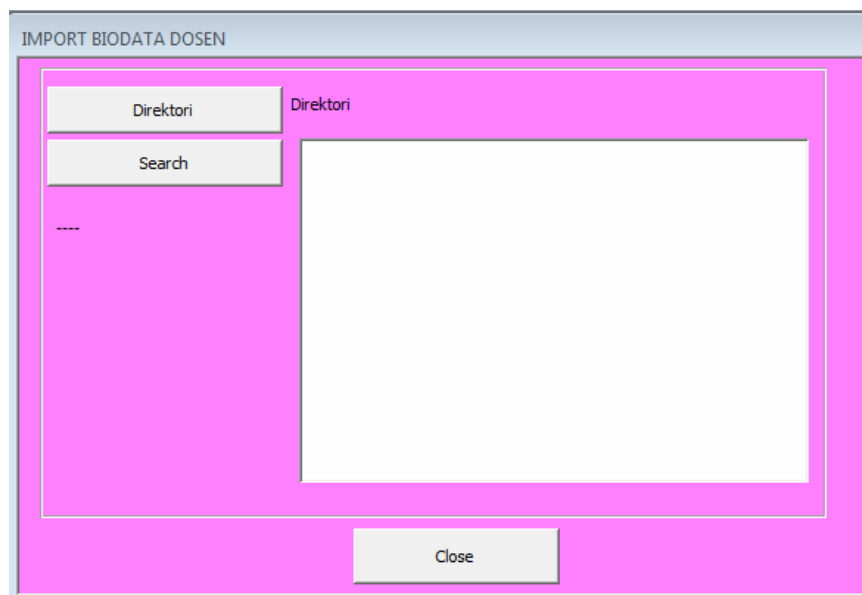 IMPORT BIODATA DOSEN
Direktori
Direktori
Search
----
Close